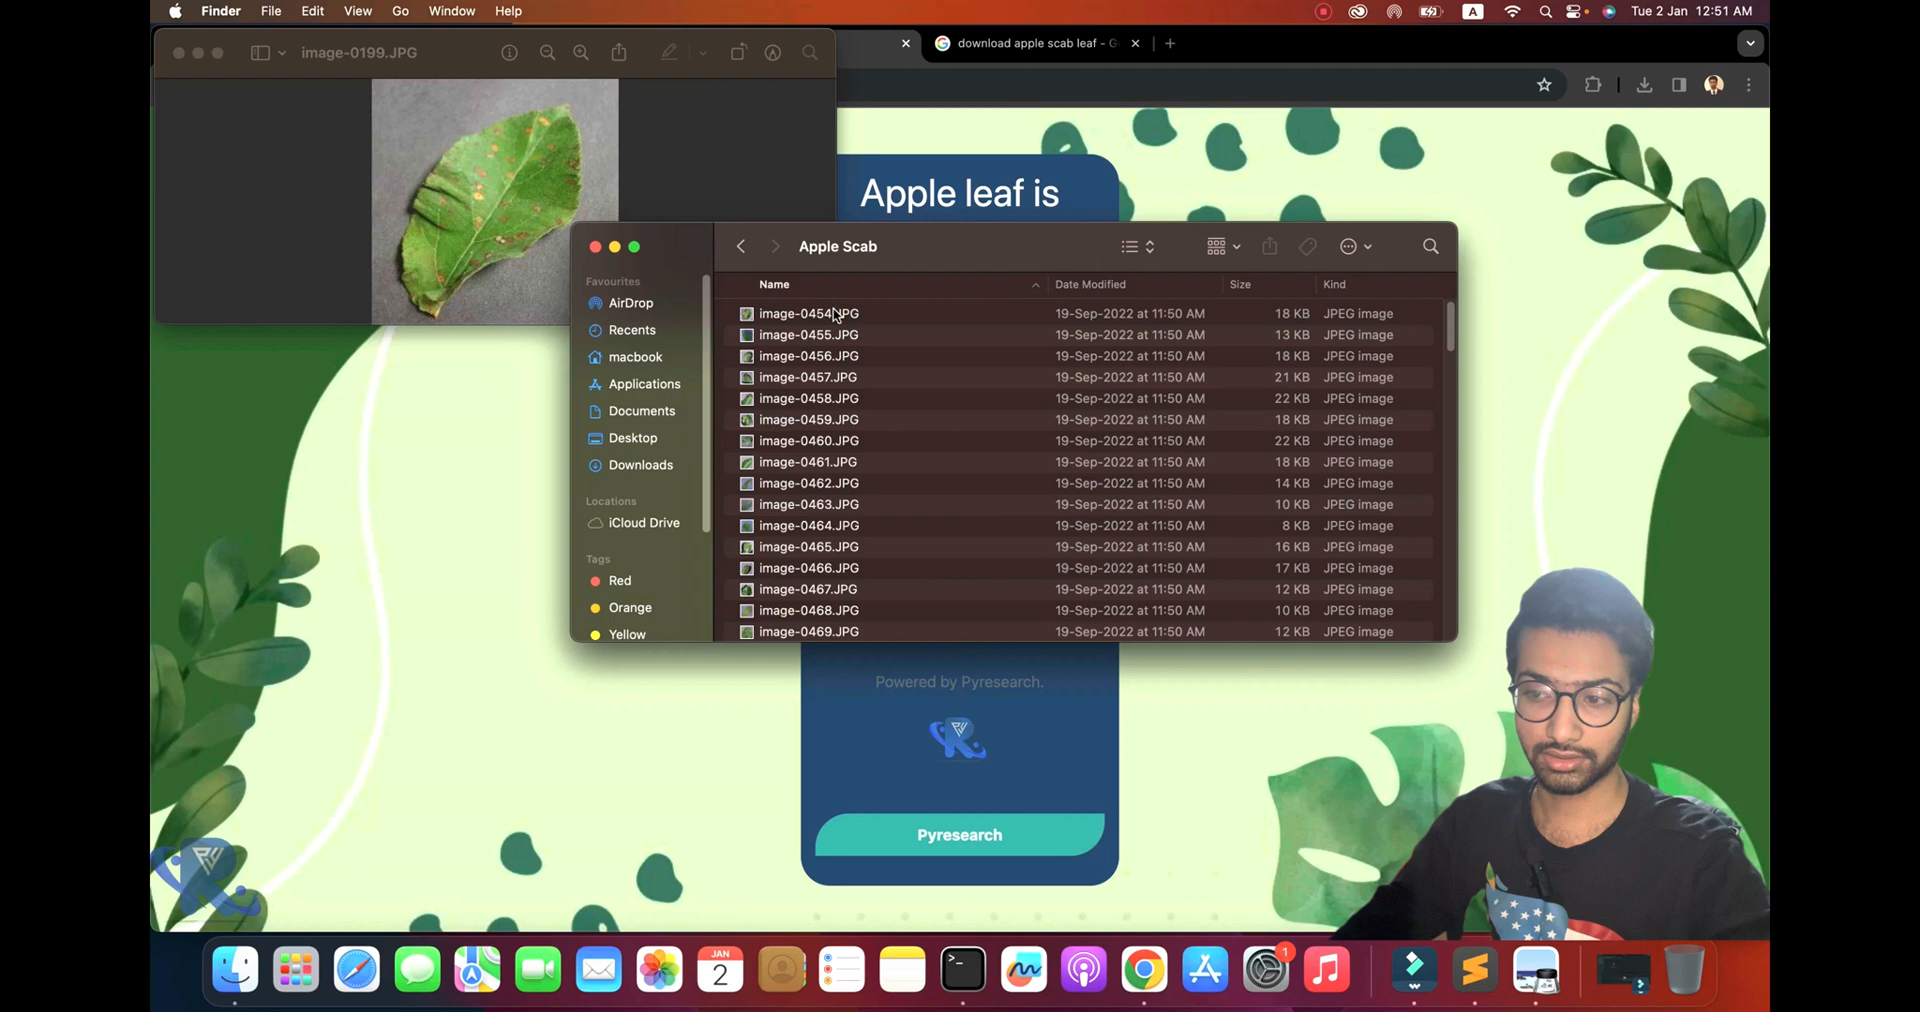 Finder File Edit View Go Window Help
A Tue 2 Jan 12:51 AM
image-0199.JPG
download apple scab leaf - G
Apple leaf is
Apple Scab
Favourites
AirDrop
Recents
macbook
Applications
Documents
Desktop
Downloads
Locations
iCloud Drive
Tags
Red
Orange
Yellow
Name Date Modified Size Kind
image-0454.JPG 19-Sep-2022 at 11:50 AM 18 KB JPEG image
image-0455.JPG 19-Sep-2022 at 11:50 AM 13 KB JPEG image
image-0456.JPG 19-Sep-2022 at 11:50 AM 18 KB JPEG image
image-0457.JPG 19-Sep-2022 at 11:50 AM 21 KB JPEG image
image-0458.JPG 19-Sep-2022 at 11:50 AM 22 KB JPEG image
image-0459.JPG 19-Sep-2022 at 11:50 AM 18 KB JPEG image
image-0460.JPG 19-Sep-2022 at 11:50 AM 22 KB JPEG image
image-0461.JPG 19-Sep-2022 at 11:50 AM 18 KB JPEG image
image-0462.JPG 19-Sep-2022 at 11:50 AM 14 KB JPEG image
image-0463.JPG 19-Sep-2022 at 11:50 AM 10 KB JPEG image
image-0464.JPG 19-Sep-2022 at 11:50 AM 8 KB JPEG image
image-0465.JPG 19-Sep-2022 at 11:50 AM 16 KB JPEG image
image-0466.JPG 19-Sep-2022 at 11:50 AM 17 KB JPEG image
image-0467.JPG 19-Sep-2022 at 11:50 AM 12 KB JPEG image
image-0468.JPG 19-Sep-2022 at 11:50 AM 10 KB JPEG image
image-0469.JPG 19-Sep-2022 at 11:50 AM 12 KB JPEG image
Powered by Pyresearch.
Pyresearch
JAN
2
1